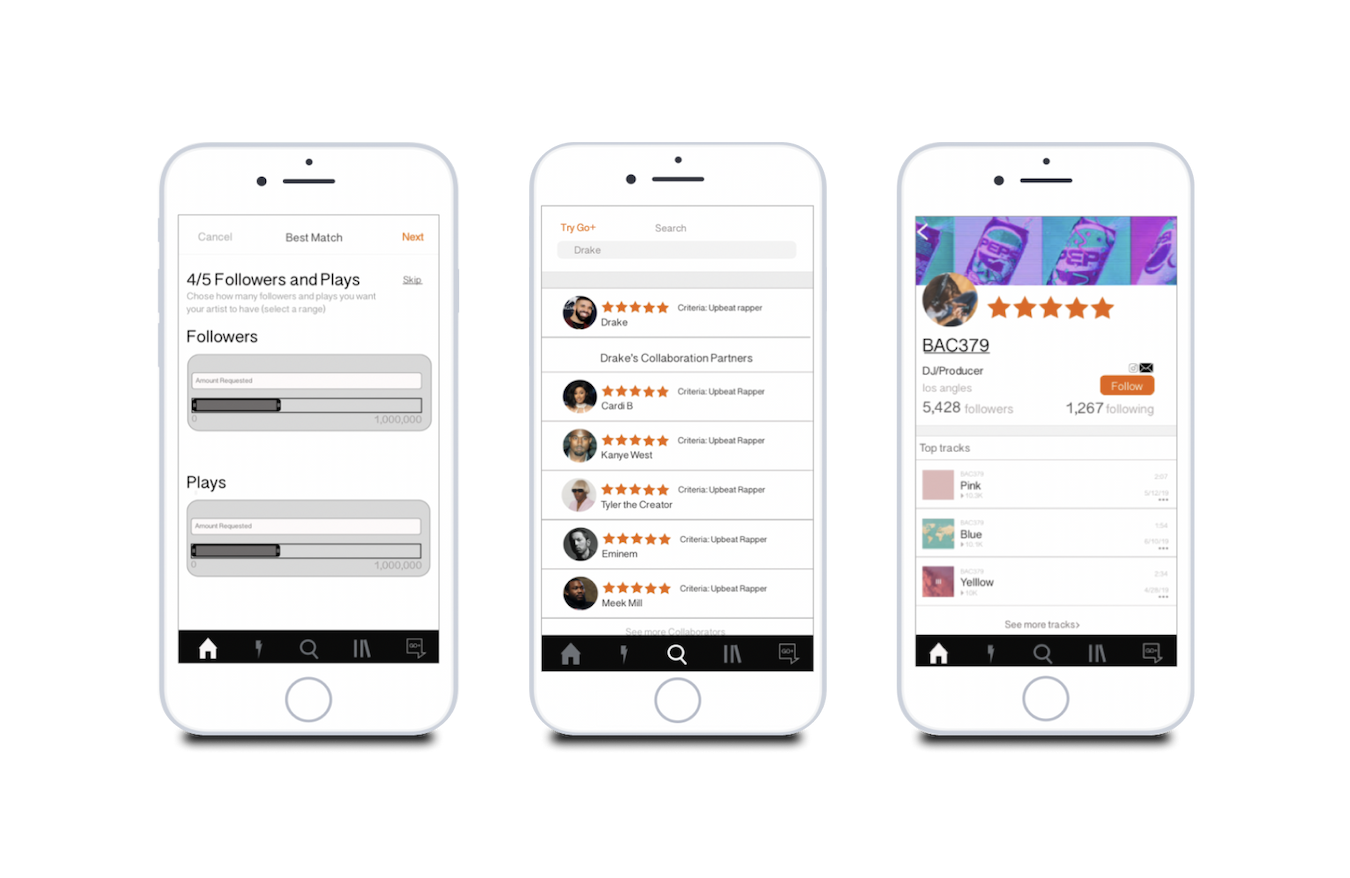 Cancel Best Match Next
4/5 Followers and Plays Skip
Chose how many followers and plays you want
your artist to have (select a range)
Followers
Amount Requested
0 1,000,000
Plays
Amount Requested
0 1,000,000
GO+
Try Go+ Search
Drake
Criteria: Upbeat rapper
Drake
Drake's Collaboration Partners
Criteria: Upbeat Rapper
Cardi B
Criteria: Upbeat Rapper
Kanye West
Criteria: Upbeat Rapper
Tyler the Creator
Criteria: Upbeat Rapper
Eminem
Criteria: Upbeat Rapper
Meek Mill
See more Collaborators
GO+
PEP PEP
BAC379
DJ/Producer
los angles
Follow
5,428 followers 1,267 following
Top tracks
BAC379 2:07
Pink
10.3K 5/12/19
BAC379 1:54
Blue
10.1K 4/10/19
BAC379 2:34
Yelllow
10K 4/28/19
See more tracks>
GO+